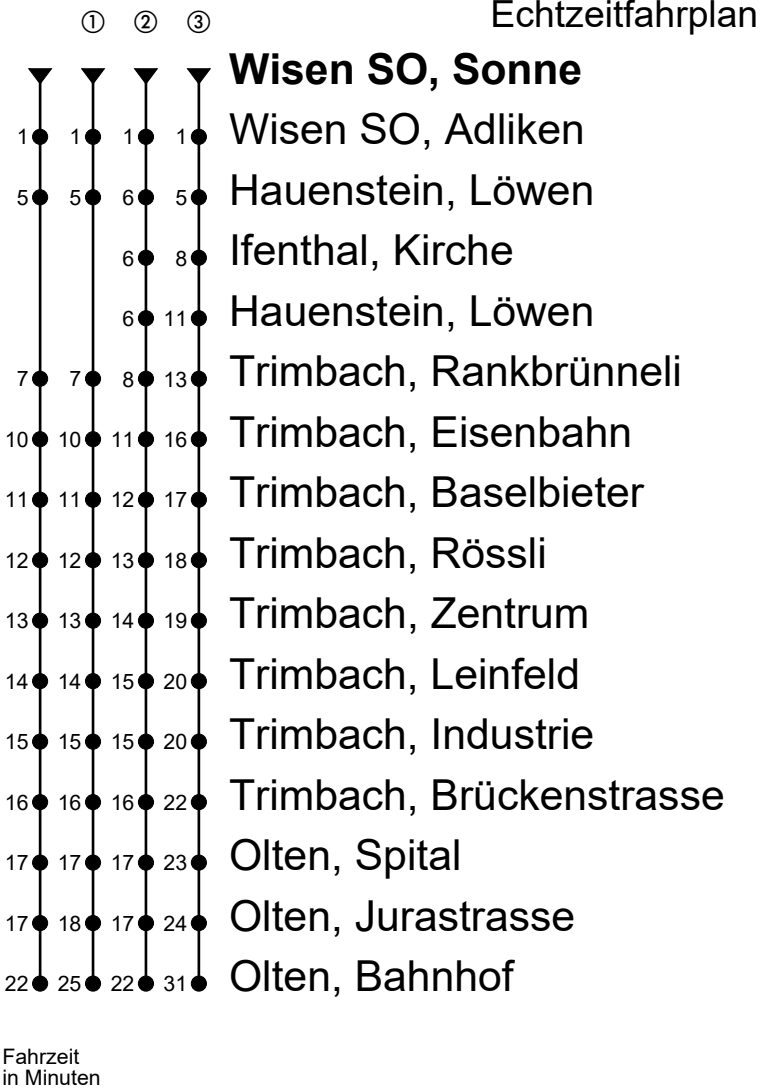 Echtzeitfahrplan
① ② ③
Wisen SO, Sonne
1 1 1 1 Wisen SO, Adliken
5 5 6 5 Hauenstein, Löwen
6 8 Ifenthal, Kirche
6 11 Hauenstein, Löwen
7 7 8 13 Trimbach, Rankbrünneli
10 10 11 16 Trimbach, Eisenbahn
11 11 12 17 Trimbach, Baselbieter
12 12 13 18 Trimbach, Rössli
13 13 14 19 Trimbach, Zentrum
14 14 15 20 Trimbach, Leinfeld
15 15 15 20 Trimbach, Industrie
16 16 16 22 Trimbach, Brückenstrasse
17 17 17 23 Olten, Spital
17 18 17 24 Olten, Jurastrasse
22 25 22 31 Olten, Bahnhof
Fahrzeit
in Minuten